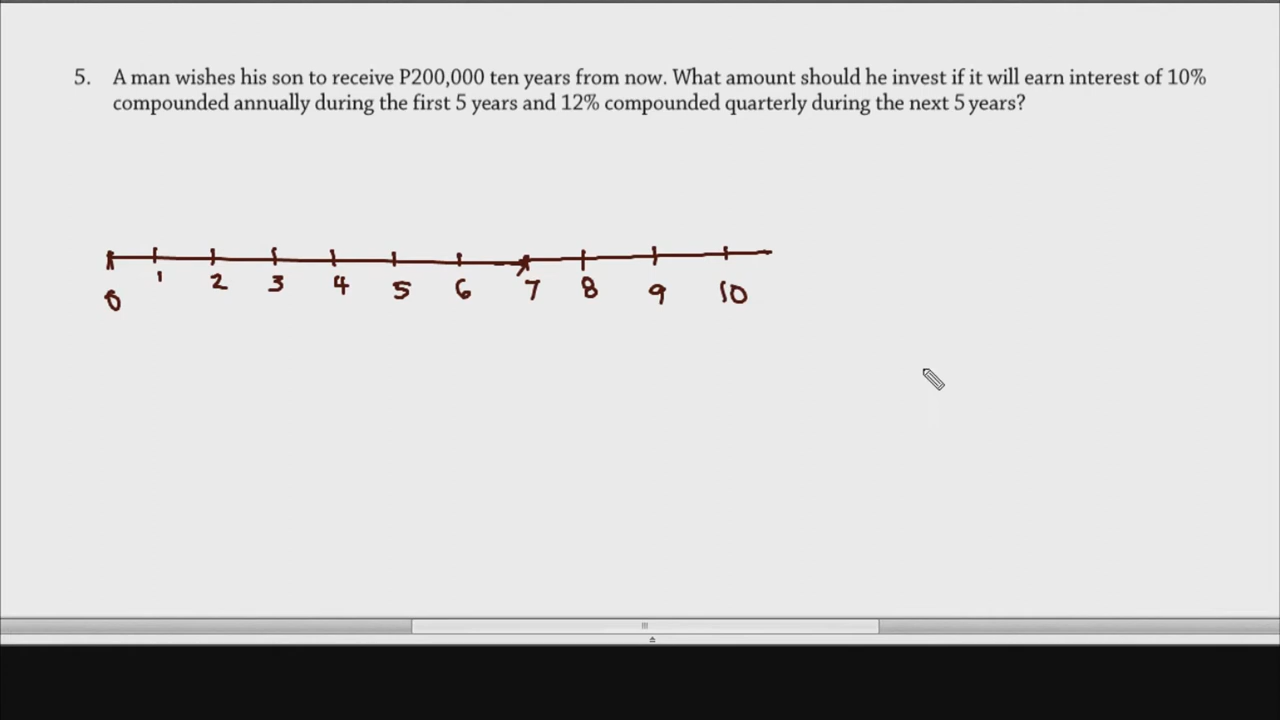 5. A man wishes his son to receive P200,000 ten years from now. What amount should he invest if it will earn interest of 10%
compounded annually during the first 5 years and 12% compounded quarterly during the next 5 years?
0 1 2 3 4 5 6 7 8 9 10